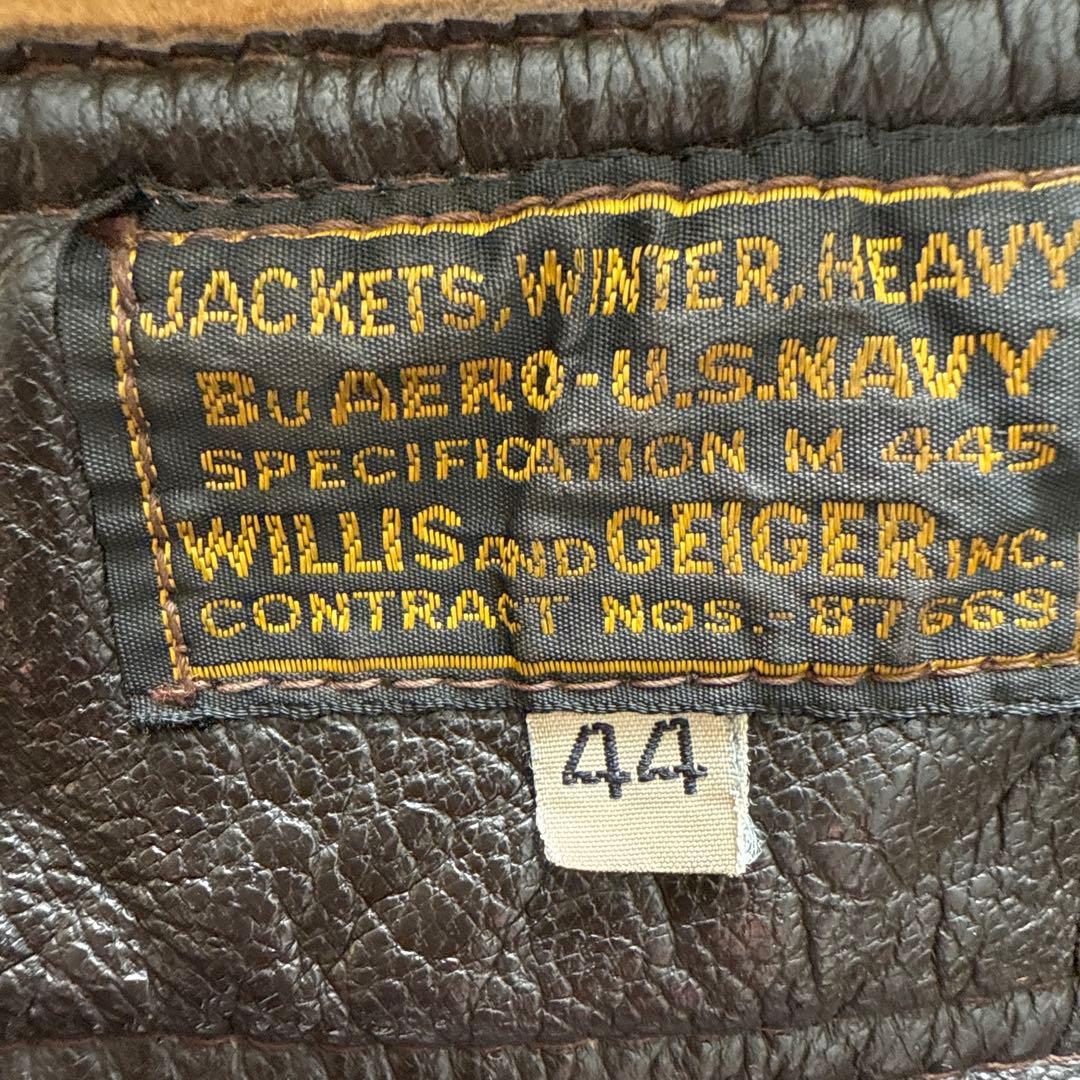 JACKETS, WINTER, HEAVY
Bu AERO-U.S.NAVY
SPECIFICATION M 445
WILLIS AND GEIGER INC.
CONTRACT NOS.-87669
44